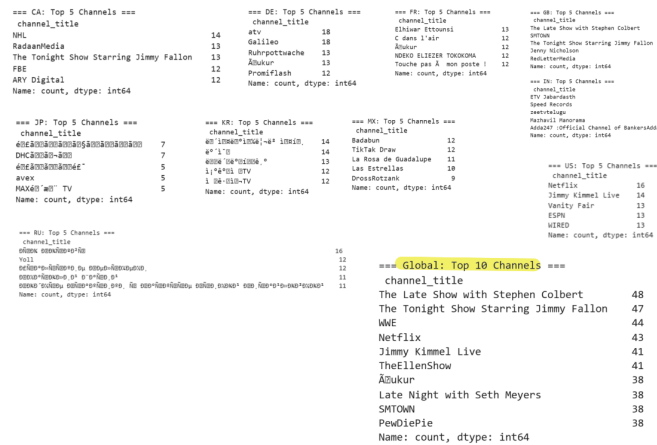 === CA: Top 5 Channels ===
channel_title
NHL 14
RadaanMedia 13
The Tonight Show Starring Jimmy Fallon 13
FBE 12
ARY Digital 12
Name: count, dtype: int64
=== DE: Top 5 Channels ===
channel_title
atv 18
Galileo 18
Ruhrpottwache 13
Ã�ukur 13
Promiflash 12
Name: count, dtype: int64
=== FR: Top 5 Channels ===
channel_title
Elhiwar Ettounsi 13
C dans l'air 12
Ã�ukur 12
NDEKO ELIEZER TOKOKOMA 12
Touche pas Ã mon poste ! 12
Name: count, dtype: int64
=== GB: Top 5 Channels ===
channel_title
The Late Show with Stephen Colbert
SMTOWN
The Tonight Show Starring Jimmy Fallon
Jenny Nicholson
RedLetterMedia
Name: count, dtype: int64
=== IN: Top 5 Channels ===
channel_title
ETV Jabardasth
Speed Records
zeetvtelugu
Mazhavil Manorama
Adda247 :Official Channel of BankersAdda
Name: count, dtype: int64
=== JP: Top 5 Channels ===
channel_title
7
7
5
avex 5
TV 5
Name: count, dtype: int64
=== KR: Top 5 Channels ===
channel_title
14
14
13
TV 12
TV 12
Name: count, dtype: int64
=== MX: Top 5 Channels ===
channel_title
Badabun 12
TikTak Draw 12
La Rosa de Guadalupe 11
Las Estrellas 10
DrossRotzank 9
Name: count, dtype: int64
=== US: Top 5 Channels ===
channel_title
Netflix 16
Jimmy Kimmel Live 14
Vanity Fair 13
ESPN 13
WIRED 13
Name: count, dtype: int64
=== RU: Top 5 Channels ===
channel_title
16
Yoll 12
12
11
11
Name: count, dtype: int64
=== Global: Top 10 Channels ===
channel_title
The Late Show with Stephen Colbert 48
The Tonight Show Starring Jimmy Fallon 47
WWE 44
Netflix 43
Jimmy Kimmel Live 41
TheEllenShow 41
Ã�ukur 38
Late Night with Seth Meyers 38
SMTOWN 38
PewDiePie 38
Name: count, dtype: int64